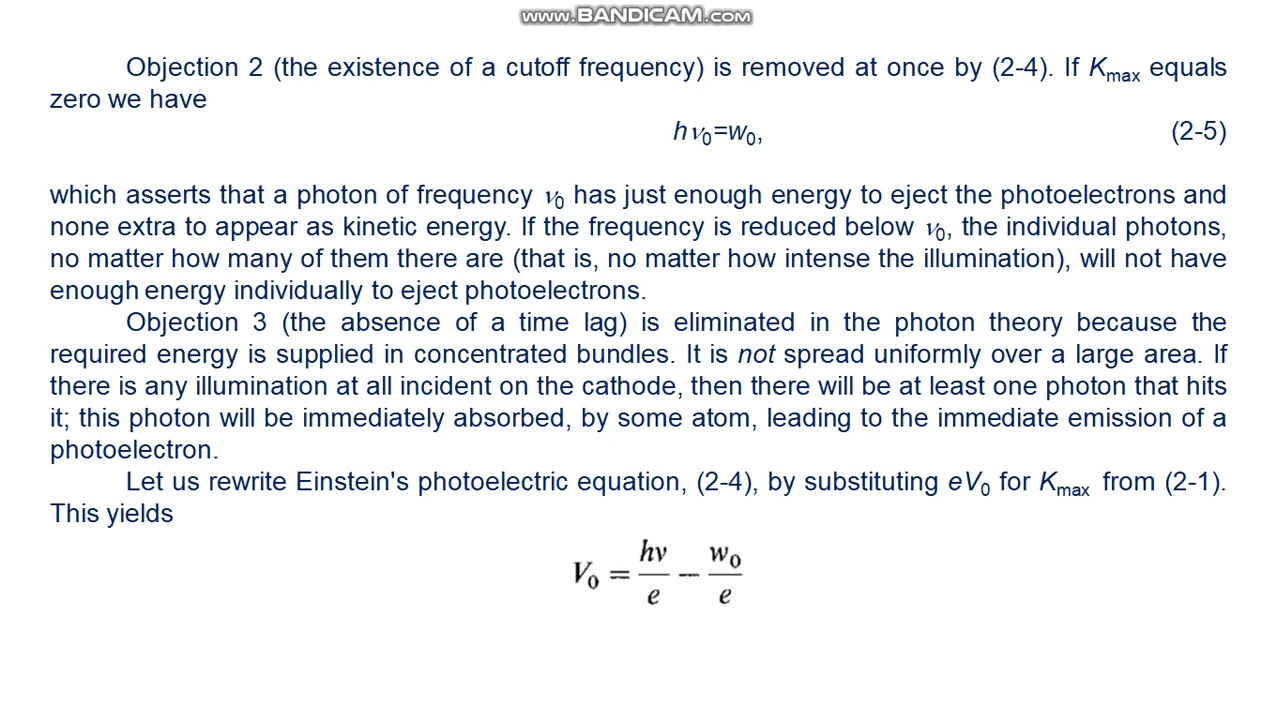 www.BANDICAM.com
Objection 2 (the existence of a cutoff frequency) is removed at once by (2-4). If Kmax equals
zero we have
hν0=w0, (2-5)
which asserts that a photon of frequency ν0 has just enough energy to eject the photoelectrons and
none extra to appear as kinetic energy. If the frequency is reduced below ν0, the individual photons,
no matter how many of them there are (that is, no matter how intense the illumination), will not have
enough energy individually to eject photoelectrons.
Objection 3 (the absence of a time lag) is eliminated in the photon theory because the
required energy is supplied in concentrated bundles. It is not spread uniformly over a large area. If
there is any illumination at all incident on the cathode, then there will be at least one photon that hits
it; this photon will be immediately absorbed, by some atom, leading to the immediate emission of a
photoelectron.
Let us rewrite Einstein's photoelectric equation, (2-4), by substituting eV0 for Kmax from (2-1).
This yields
V0 = hν/e − w0/e